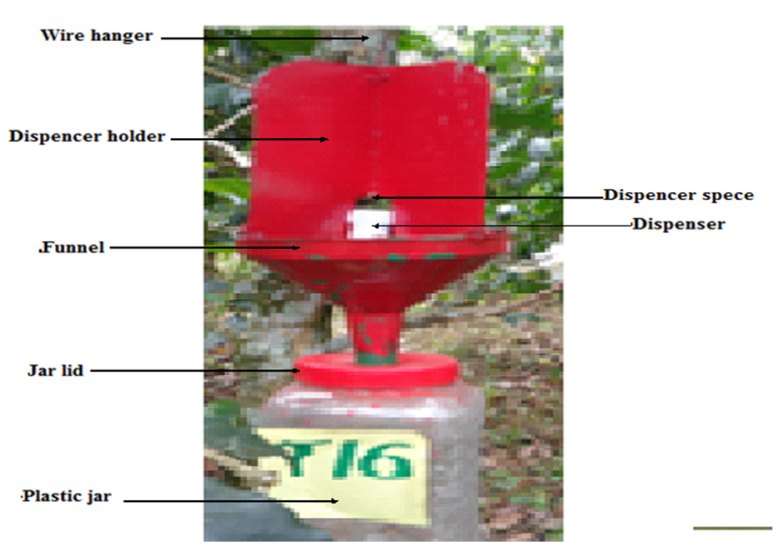 Wire hanger
Dispencer holder
Dispencer spece
Dispenser
.Funnel
Jar lid
T16
Plastic jar